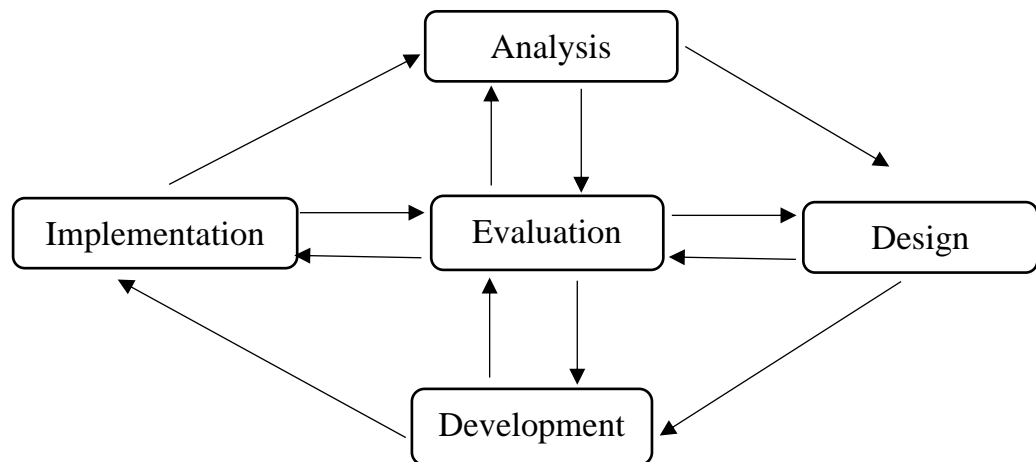 Analysis
Implementation
Evaluation
Design
Development